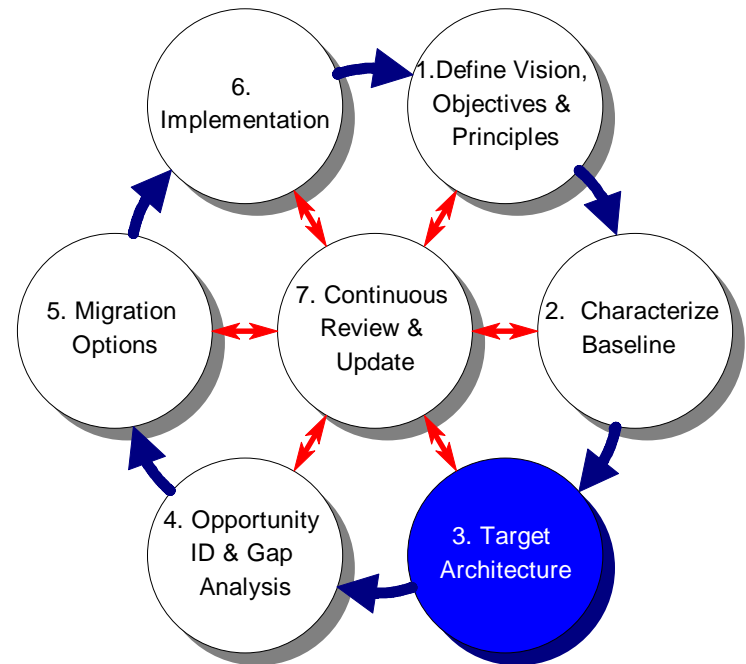 1.Define Vision,
Objectives &
Principles
2. Characterize
Baseline
3. Target
Architecture
4. Opportunity
ID & Gap
Analysis
5. Migration
Options
6.
Implementation
7. Continuous
Review &
Update